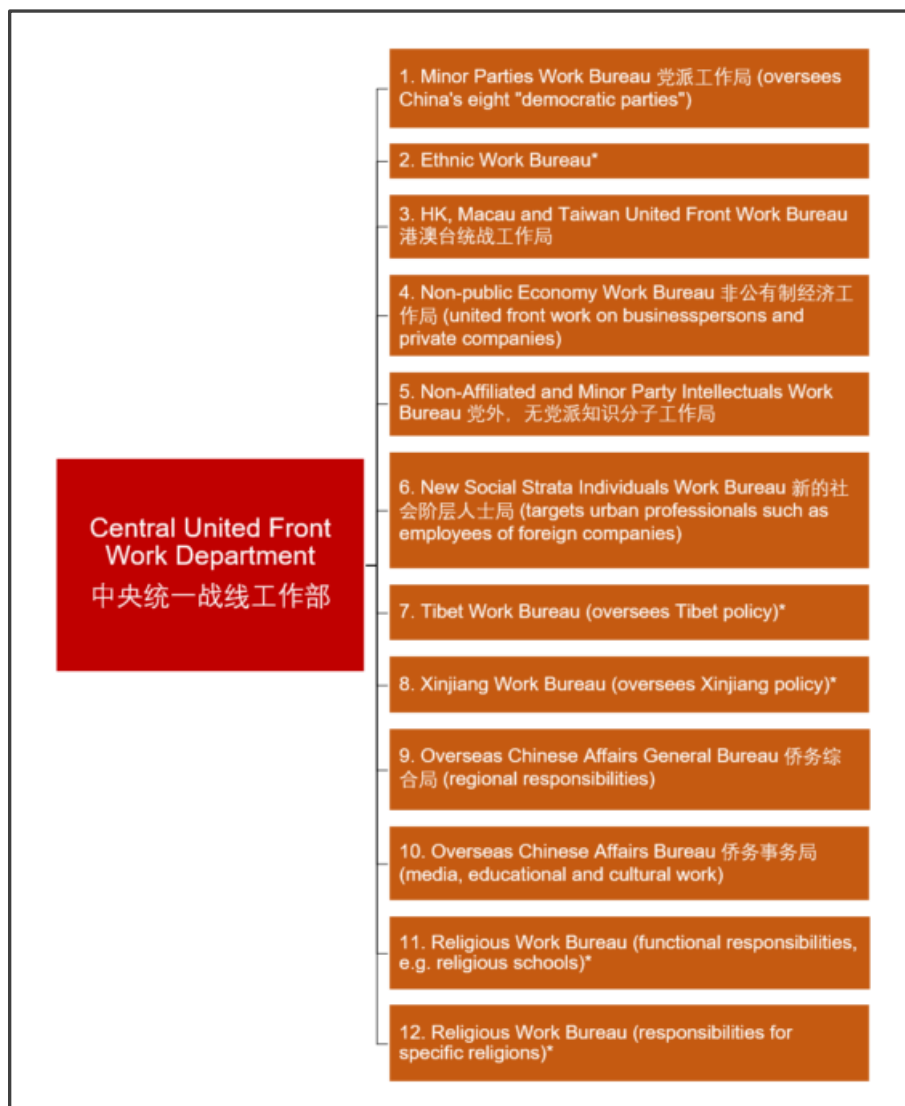 1. Minor Parties Work Bureau 党派工作局 (oversees
China's eight "democratic parties")
2. Ethnic Work Bureau*
3. HK, Macau and Taiwan United Front Work Bureau
港澳台统战工作局
4. Non-public Economy Work Bureau 非公有制经济工
作局 (united front work on businesspersons and
private companies)
5. Non-Affiliated and Minor Party Intellectuals Work
Bureau 党外，无党派知识分子工作局
Central United Front
Work Department
中央统一战线工作部
6. New Social Strata Individuals Work Bureau 新的社
会阶层人士局 (targets urban professionals such as
employees of foreign companies)
7. Tibet Work Bureau (oversees Tibet policy)*
8. Xinjiang Work Bureau (oversees Xinjiang policy)*
9. Overseas Chinese Affairs General Bureau 侨务综
合局 (regional responsibilities)
10. Overseas Chinese Affairs Bureau 侨务事务局
(media, educational and cultural work)
11. Religious Work Bureau (functional responsibilities,
e.g. religious schools)*
12. Religious Work Bureau (responsibilities for
specific religions)*